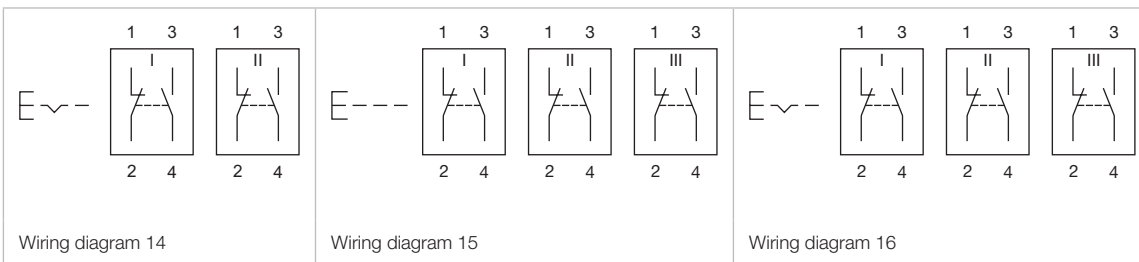 1 3 1 3 1 3 1 3 1 3 1 3 1 3 1 3
I II I II III I II III
2 4 2 4 2 4 2 4 2 4 2 4 2 4 2 4
Wiring diagram 14
Wiring diagram 15
Wiring diagram 16